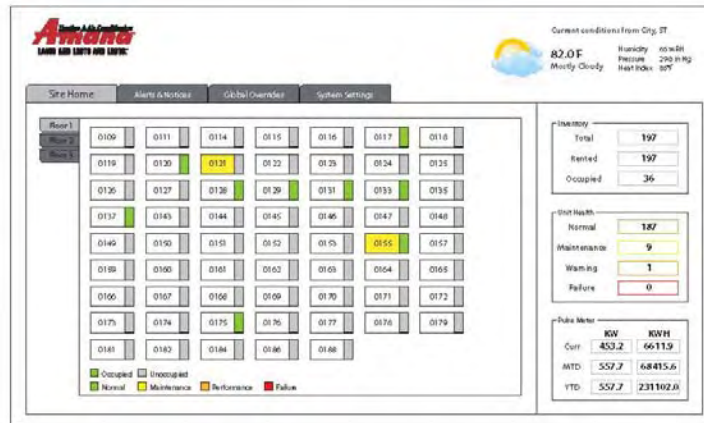 Amana
Current conditions from City, ST
82.0 F
Mostly Cloudy
Humidity
Pressure
Heat Index
Site Home
Alerts & Notices
Global Overrides
System Settings
Floor 1
Floor 2
0109 0111 0114 0115 0116 0117 0118
0119 0120 0121 0122 0123 0124 0125
0126 0127 0128 0129 0131 0133 0135
0137 0143 0144 0145 0146 0147 0148
0149 0150 0151 0152 0153 0155 0157
0159 0160 0161 0162 0163 0164 0165
0166 0167 0168 0169 0170 0171 0172
0173 0174 0175 0176 0177 0178 0179
0181 0182 0184 0186 0188
Occupied Unoccupied
Normal Maintenance Performance Failure
Inventory
Total 197
Rented 197
Occupied 36
Unit Health
Normal 187
Maintenance 9
Warning 1
Failure 0
Pulse Meter
KW KWH
Curr 453.2 6611.9
MTD 557.7 68415.6
YTD 557.7 231102.0